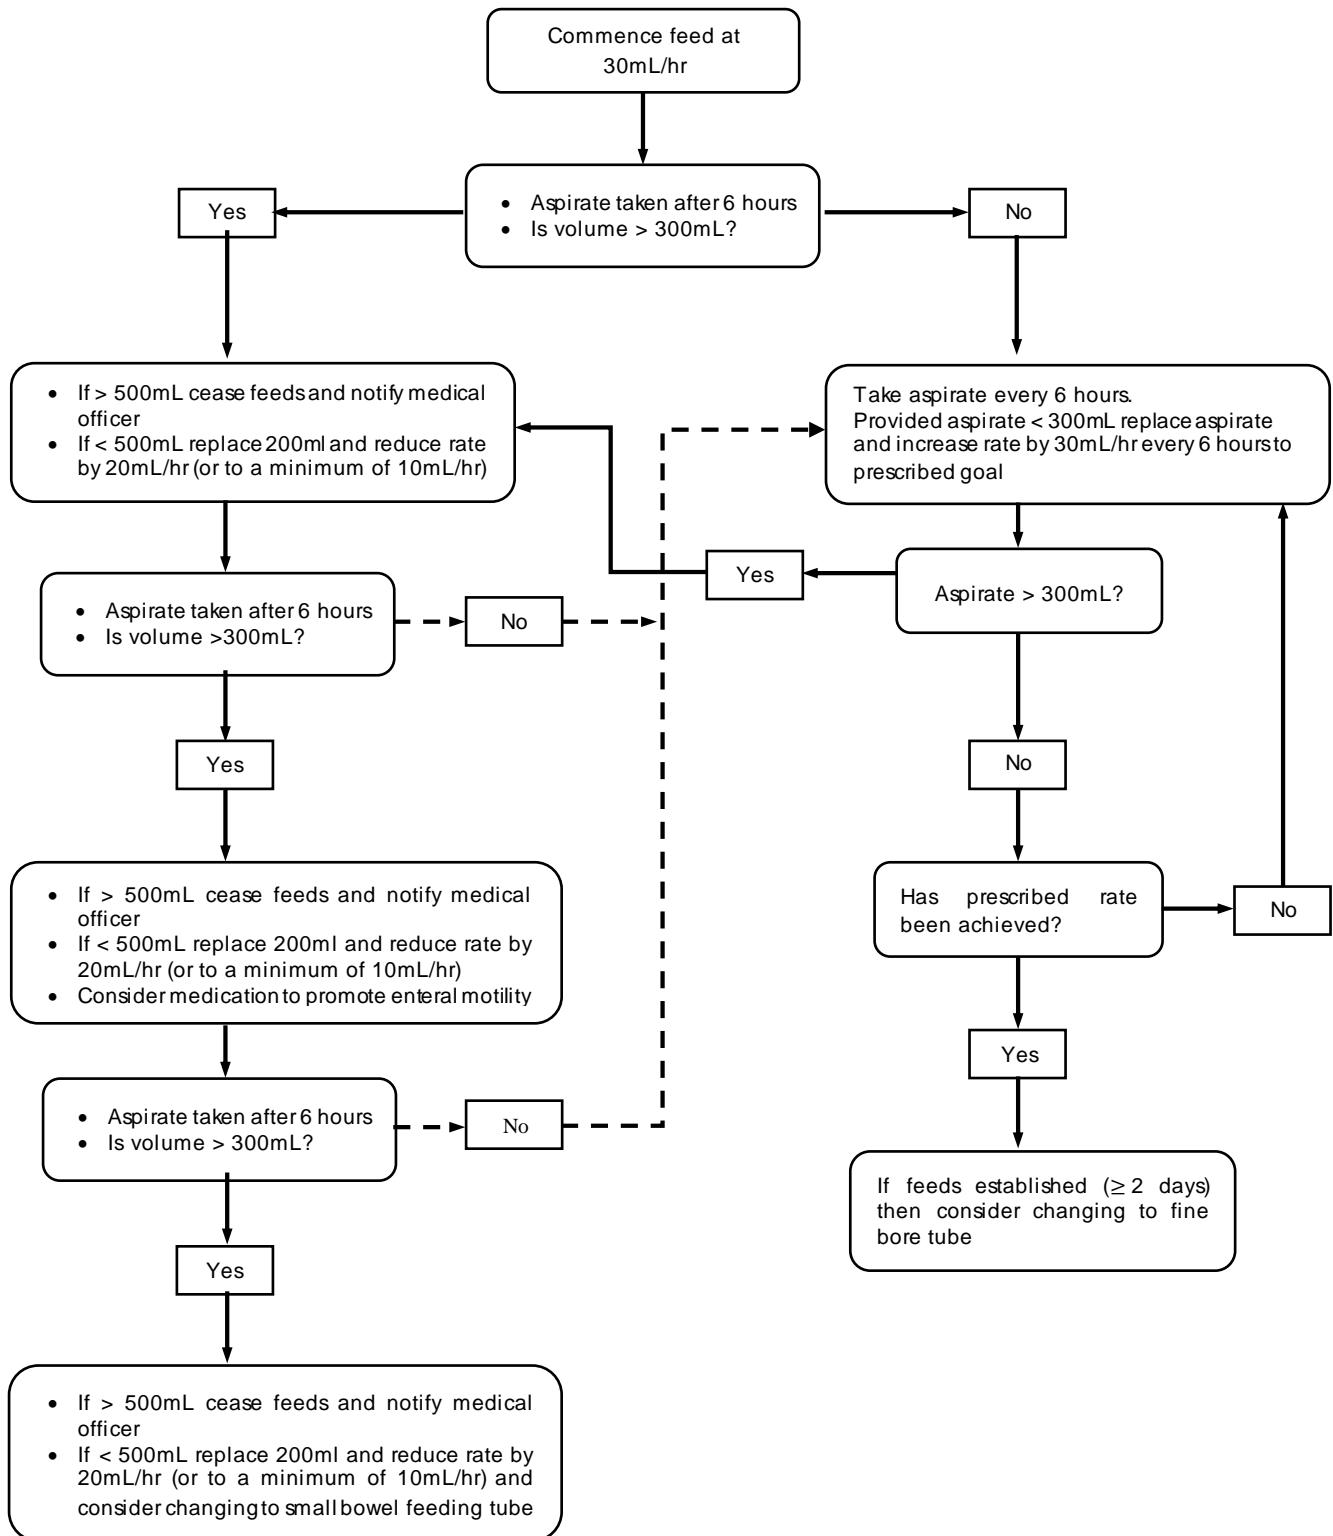 Commence feed at
30mL/hr
Yes
• Aspirate taken after 6 hours
• Is volume > 300mL?
No
• If > 500mL cease feeds and notify medical
officer
• If < 500mL replace 200ml and reduce rate
by 20mL/hr (or to a minimum of 10mL/hr)
Take aspirate every 6 hours.
Provided aspirate < 300mL replace aspirate
and increase rate by 30mL/hr every 6 hours to
prescribed goal
Yes
Aspirate > 300mL?
• Aspirate taken after 6 hours
• Is volume >300mL?
No
Yes
No
• If > 500mL cease feeds and notify medical
officer
• If < 500mL replace 200ml and reduce rate by
20mL/hr (or to a minimum of 10mL/hr)
• Consider medication to promote enteral motility
Has prescribed rate
been achieved?
No
Yes
• Aspirate taken after 6 hours
• Is volume > 300mL?
No
If feeds established (≥ 2 days)
then consider changing to fine
bore tube
Yes
• If > 500mL cease feeds and notify medical
officer
• If < 500mL replace 200ml and reduce rate by
20mL/hr (or to a minimum of 10mL/hr) and
consider changing to small bowel feeding tube